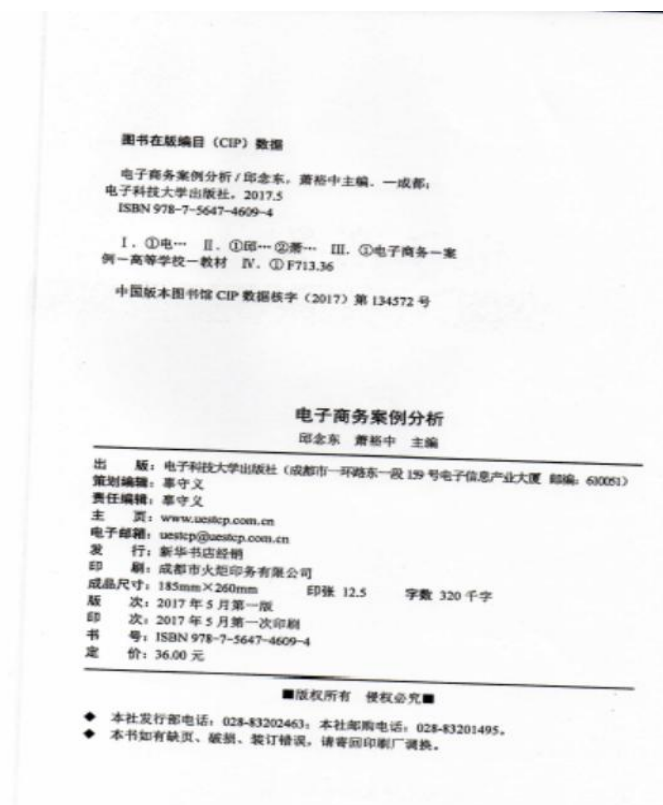 图书在版编目（CIP）数据
电子商务案例分析 / 邱念东，萧裕中主编．—成都：
电子科技大学出版社，2017.5
ISBN 978-7-5647-4609-4
Ⅰ．①电… Ⅱ．①邱…②萧… Ⅲ．①电子商务－案
例－高等学校－教材 Ⅳ．①F713.36
中国版本图书馆 CIP 数据核字（2017）第 134572 号
电子商务案例分析
邱念东 萧裕中 主编
出 版：电子科技大学出版社（成都市一环路东一段 159 号电子信息产业大厦 邮编：610051）
策划编辑：辜守义
责任编辑：辜守义
主 页：www.uestcp.com.cn
电子邮箱：uestcp@uestcp.com.cn
发 行：新华书店经销
印 刷：成都市火炬印务有限公司
成品尺寸：185mm×260mm 印张 12.5 字数 320 千字
版 次：2017 年 5 月第一版
印 次：2017 年 5 月第一次印刷
书 号：ISBN 978-7-5647-4609-4
定 价：36.00 元
■版权所有 侵权必究■
◆ 本社发行部电话：028-83202463；本社邮购电话：028-83201495。
◆ 本书如有缺页、破损、装订错误，请寄回印刷厂调换。